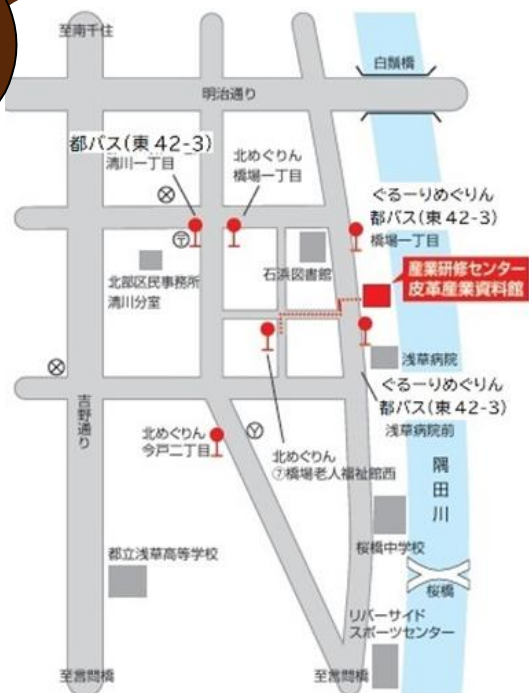 至南千住
白鬚橋
明治通り
都バス(東42-3)
清川一丁目
北めぐりん
橋場一丁目
ぐるーりめぐりん
都バス(東42-3)
橋場一丁目
石浜図書館
産業研修センター
皮革産業資料館
北部区民事務所
清川分室
浅草病院
ぐるーりめぐりん
都バス(東42-3)
浅草病院前
吉野通り
北めぐりん
今戸二丁目
北めぐりん
⑦橋場老人福祉館西
隅田川
桜橋中学校
都立浅草高等学校
桜橋
リバーサイド
スポーツセンター
至言問橋
至言問橋